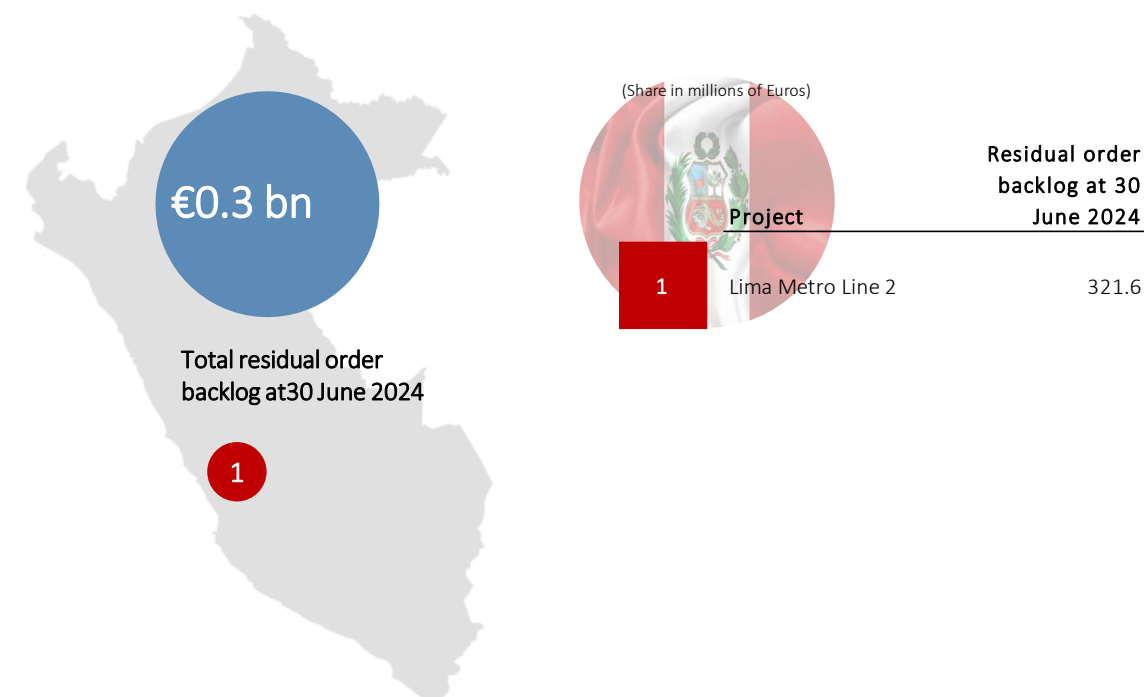 €0.3 bn
Total residual order
backlog at30 June 2024
1
(Share in millions of Euros)
Residual order
backlog at 30
Project June 2024
1 Lima Metro Line 2 321.6